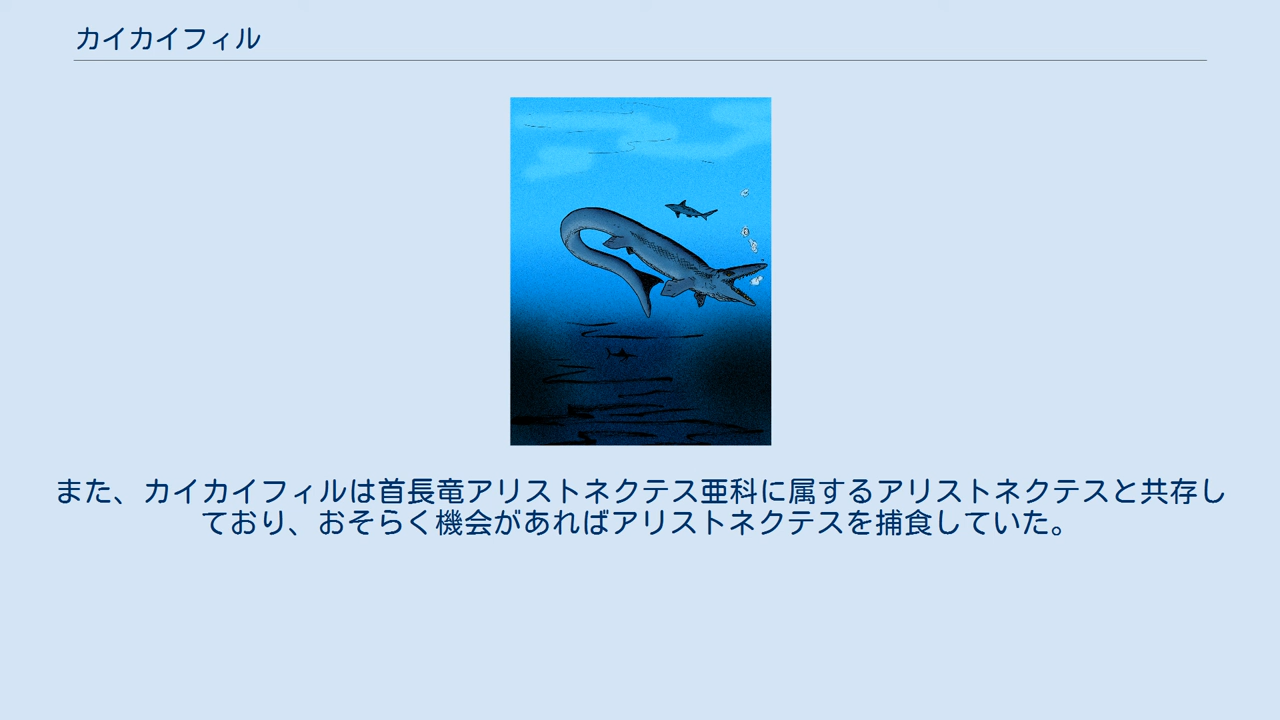 カイカイフィル
また、カイカイフィルは首長竜アリストネクテス亜科に属するアリストネクテスと共存し
ており、おそらく機会があればアリストネクテスを捕食していた。